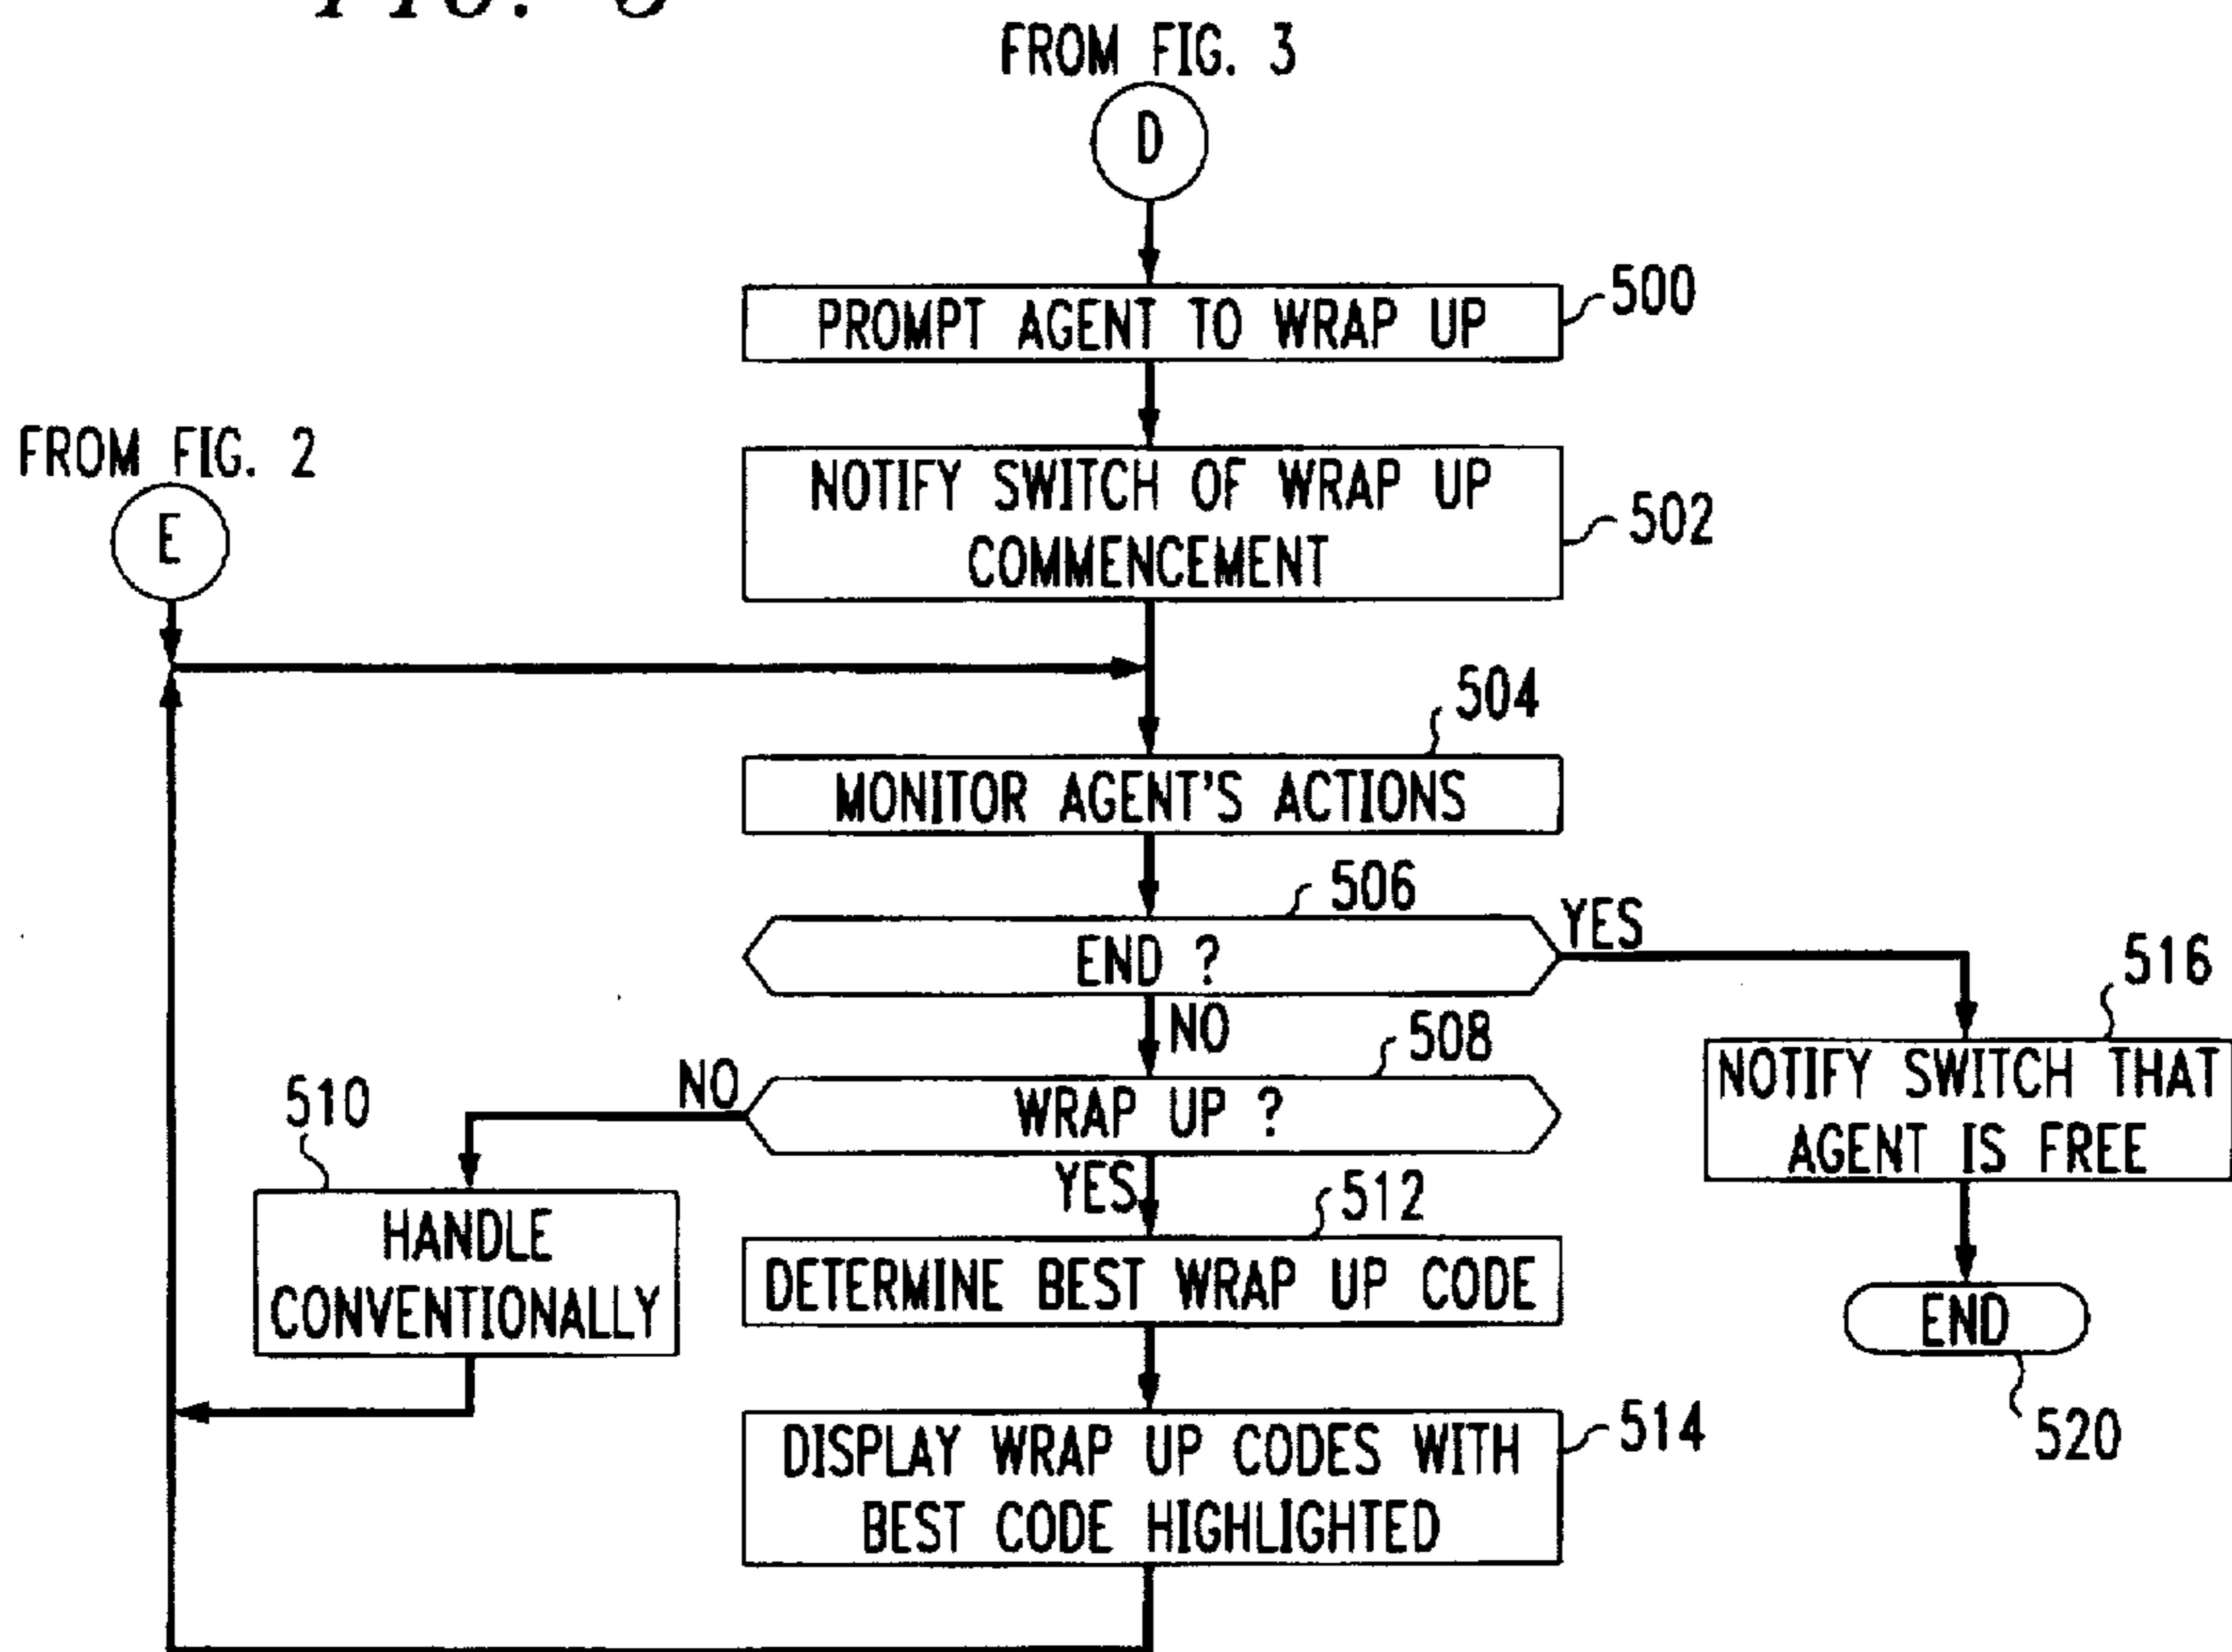 FROM FIG. 3
D
PROMPT AGENT TO WRAP UP
500
FROM FIG. 2
E
NOTIFY SWITCH OF WRAP UP
COMMENCEMENT
502
504
MONITOR AGENT'S ACTIONS
506
END ?
YES
NO
516
NOTIFY SWITCH THAT
AGENT IS FREE
508
WRAP UP ?
NO
YES
510
HANDLE
CONVENTIONALLY
512
DETERMINE BEST WRAP UP CODE
END
520
DISPLAY WRAP UP CODES WITH
BEST CODE HIGHLIGHTED
514